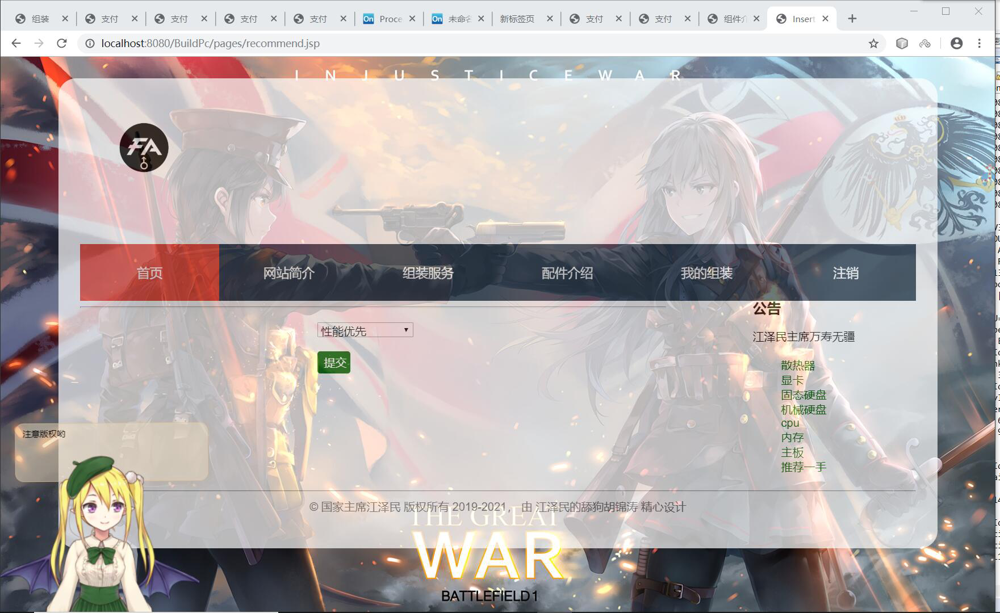 组装 支付 支付 支付 支付 On Proce On 未命名 新标签页 支付 支付 组件介 Insert
localhost:8080/BuildPc/pages/recommend.jsp
INJUSTICEWAR
FA
首页 网站简介 组装服务 配件介绍 我的组装 注销
公告
性能优先
江泽民主席万寿无疆
提交
散热器
显卡
固态硬盘
机械硬盘
cpu
内存
主板
推荐一手
注意版权哟
© 国家主席江泽民 版权所有 2019-2021， 由 江泽民的舔狗胡锦涛 精心设计
THE GREAT
WAR
BATTLEFIELD1